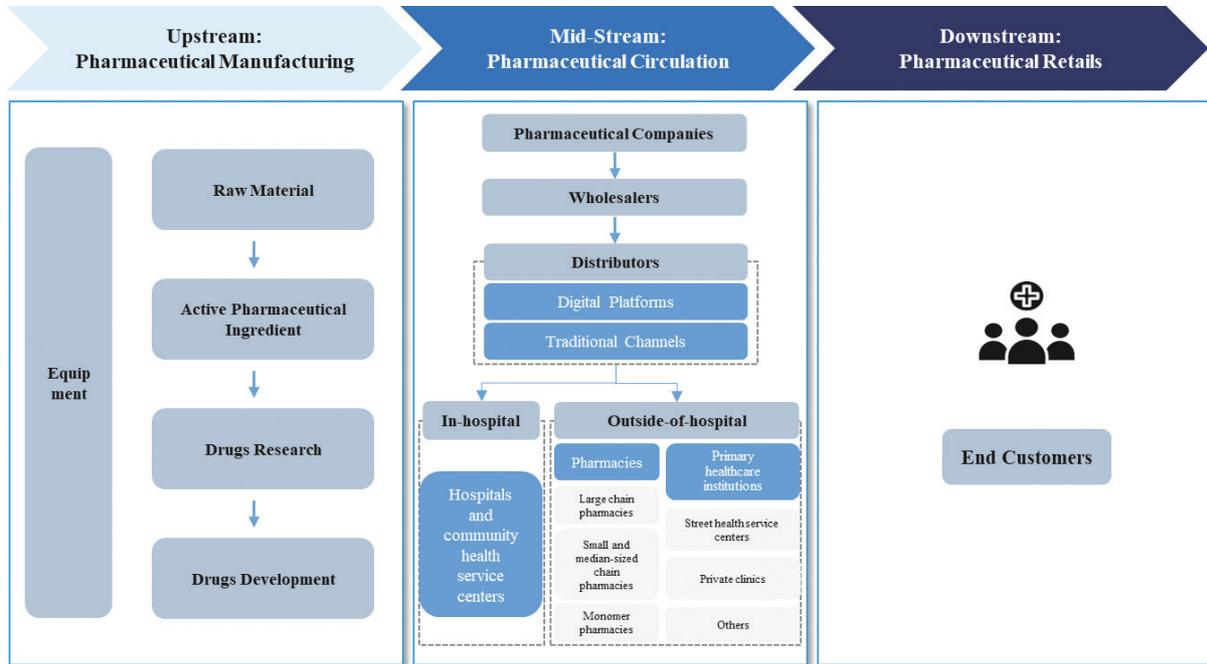 Upstream:
Pharmaceutical Manufacturing
Mid-Stream:
Pharmaceutical Circulation
Downstream:
Pharmaceutical Retails
Equip
ment
Raw Material
Active Pharmaceutical
Ingredient
Drugs Research
Drugs Development
Pharmaceutical Companies
Wholesalers
Distributors
Digital Platforms
Traditional Channels
In-hospital
Hospitals
and
community
health
service
centers
Outside-of-hospital
Pharmacies
Large chain
pharmacies
Small and
median-sized
chain
pharmacies
Monomer
pharmacies
Primary
healthcare
institutions
Street health service
centers
Private clinics
Others
End Customers